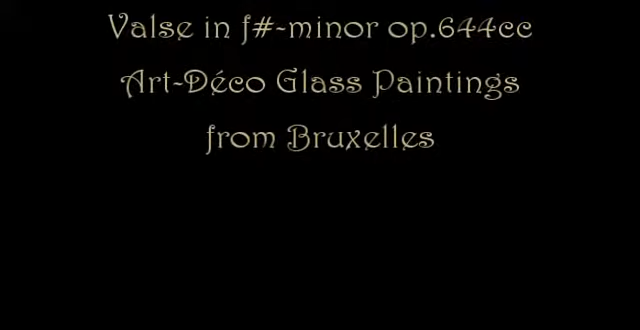 Valse in f#-minor op.644cc
Art-Déco Glass Paintings
from Bruxelles